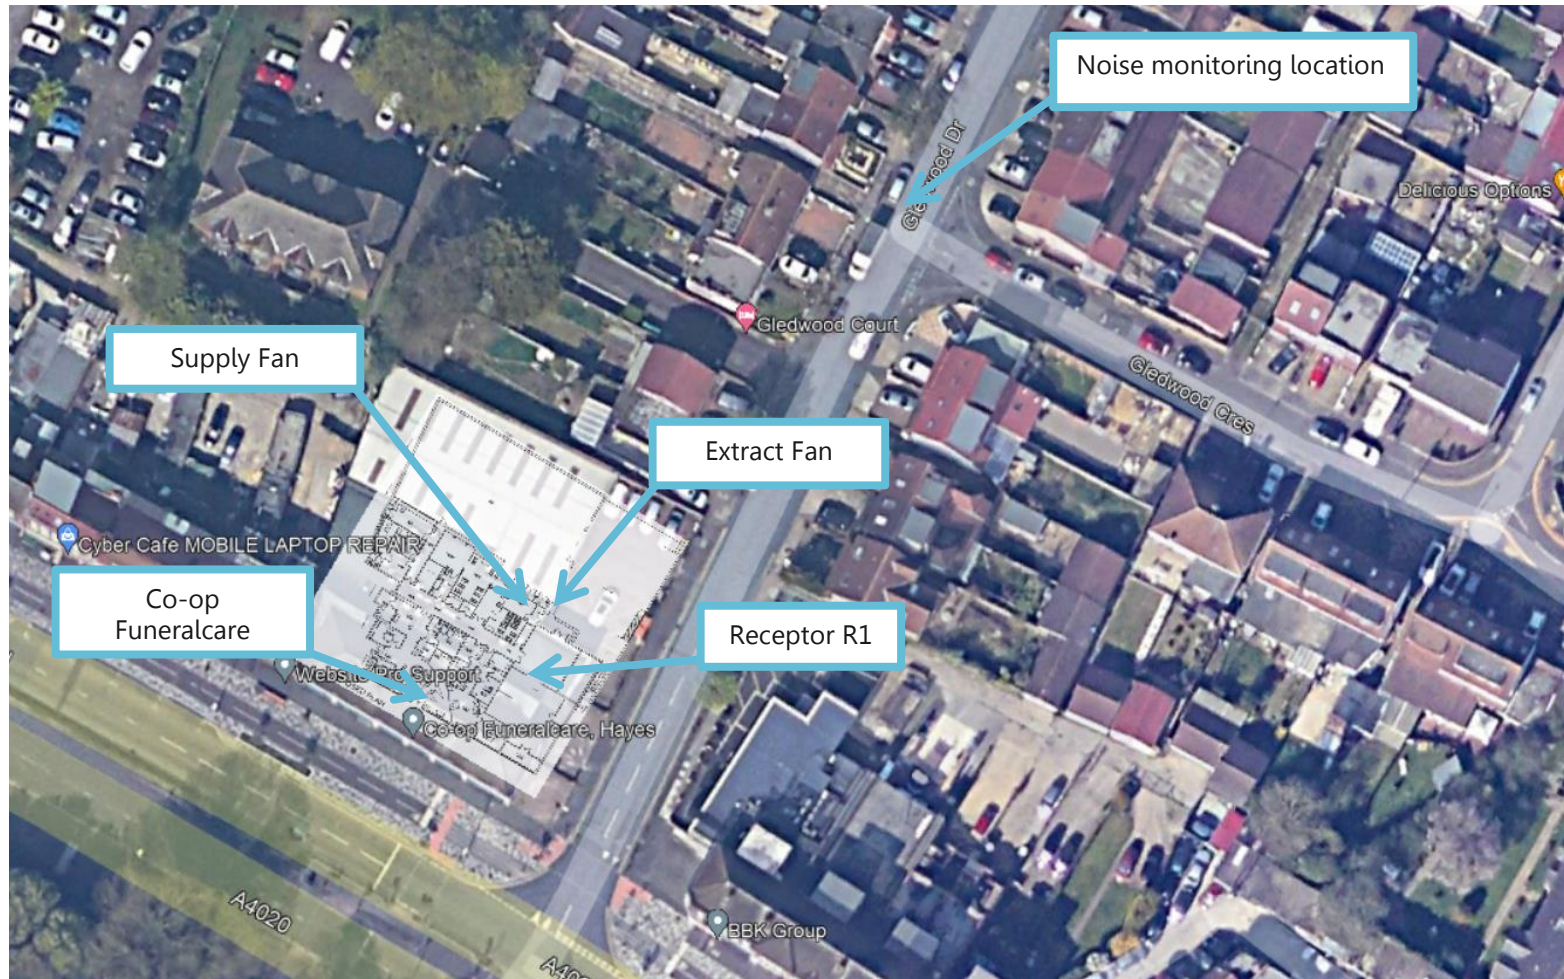 Noise monitoring location
Gledwood Dr
Delicious Options
Gledwood Court
Supply Fan
Gledwood Cres
Extract Fan
Cyber Cafe MOBILE LAPTOP REPAIR
Co-op
Funeralcare
Receptor R1
Website Pro Support
Co-op Funeralcare, Hayes
A4020
BBK Group